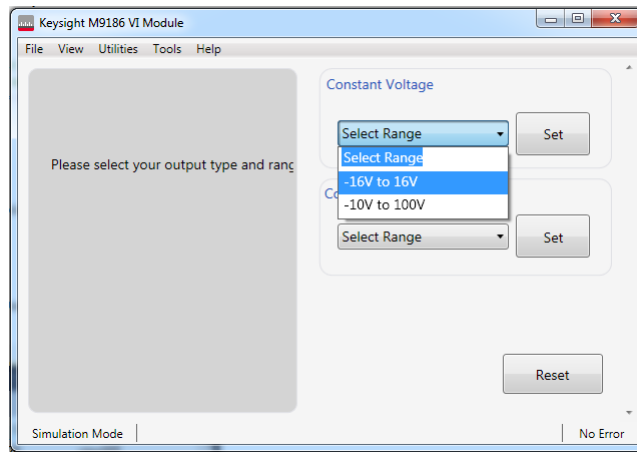 Keysight M9186 VI Module
File View Utilities Tools Help
Constant Voltage
Select Range
Set
Please select your output type and rang
Select Range
-16V to 16V
-10V to 100V
Co
Select Range
Set
Reset
Simulation Mode
No Error